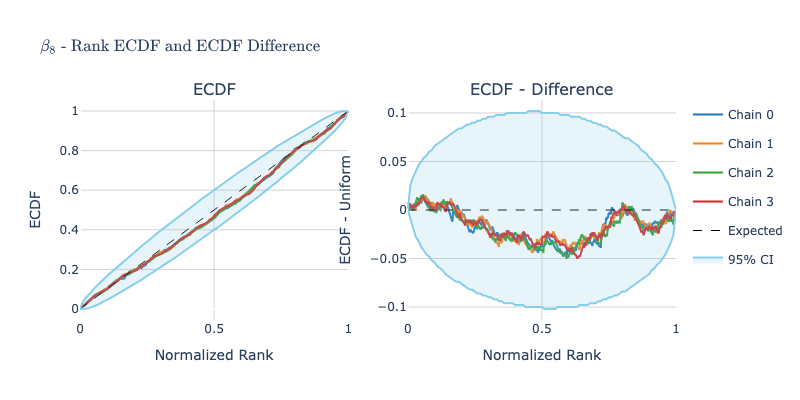 β₈ - Rank ECDF and ECDF Difference
ECDF
ECDF - Difference
ECDF
1
0.8
0.6
0.4
0.2
0
0
0.5
1
Normalized Rank
ECDF - Uniform
0.1
0.05
0
−0.05
−0.1
0
0.5
1
Normalized Rank
Chain 0
Chain 1
Chain 2
Chain 3
Expected
95% CI